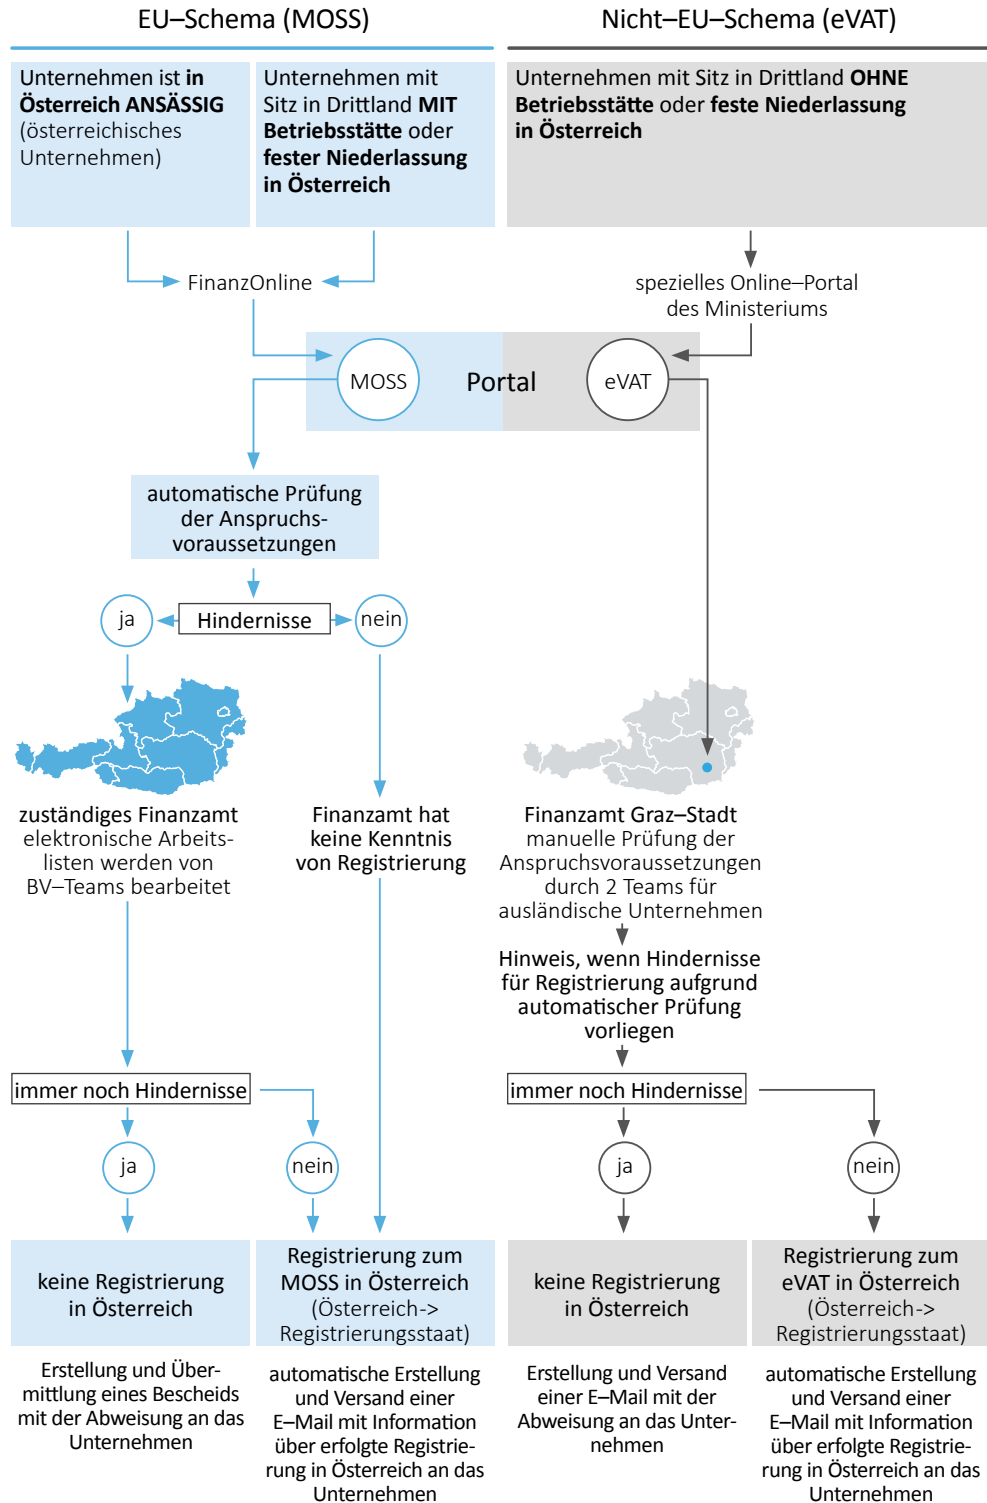 EU–Schema (MOSS)
Nicht–EU–Schema (eVAT)
Unternehmen ist in
Österreich ANSÄSSIG
(österreichisches
Unternehmen)
Unternehmen mit
Sitz in Drittland MIT
Betriebsstätte oder
fester Niederlassung
in Österreich
Unternehmen mit Sitz in Drittland OHNE
Betriebsstätte oder feste Niederlassung
in Österreich
FinanzOnline
spezielles Online–Portal
des Ministeriums
MOSS
Portal
eVAT
automatische Prüfung
der Anspruchs-
voraussetzungen
ja
Hindernisse
nein
zuständiges Finanzamt
elektronische Arbeits-
listen werden von
BV–Teams bearbeitet
Finanzamt hat
keine Kenntnis
von Registrierung
Finanzamt Graz–Stadt
manuelle Prüfung der
Anspruchsvoraussetzungen
durch 2 Teams für
ausländische Unternehmen
Hinweis, wenn Hindernisse
für Registrierung aufgrund
automatischer Prüfung
vorliegen
immer noch Hindernisse
immer noch Hindernisse
ja
nein
ja
nein
keine Registrierung
in Österreich
Registrierung zum
MOSS in Österreich
(Österreich->
Registrierungsstaat)
keine Registrierung
in Österreich
Registrierung zum
eVAT in Österreich
(Österreich->
Registrierungsstaat)
Erstellung und Über-
mittlung eines Bescheids
mit der Abweisung an das
Unternehmen
automatische Erstellung
und Versand einer
E–Mail mit Information
über erfolgte Registrie-
rung in Österreich an das
Unternehmen
Erstellung und Versand
einer E–Mail mit der
Abweisung an das Unter-
nehmen
automatische Erstellung
und Versand einer
E–Mail mit Information
über erfolgte Registrie-
rung in Österreich an das
Unternehmen